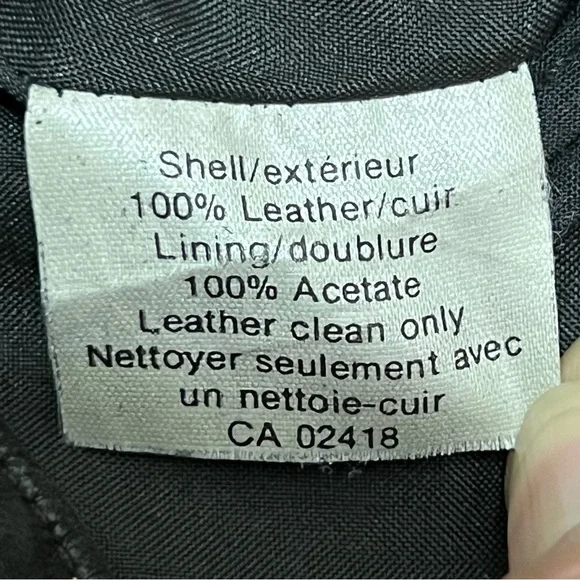 Shell/extérieur
100% Leather/cuir
Lining/doublure
100% Acetate
Leather clean only
Nettoyer seulement avec
un nettoie-cuir
CA 02418